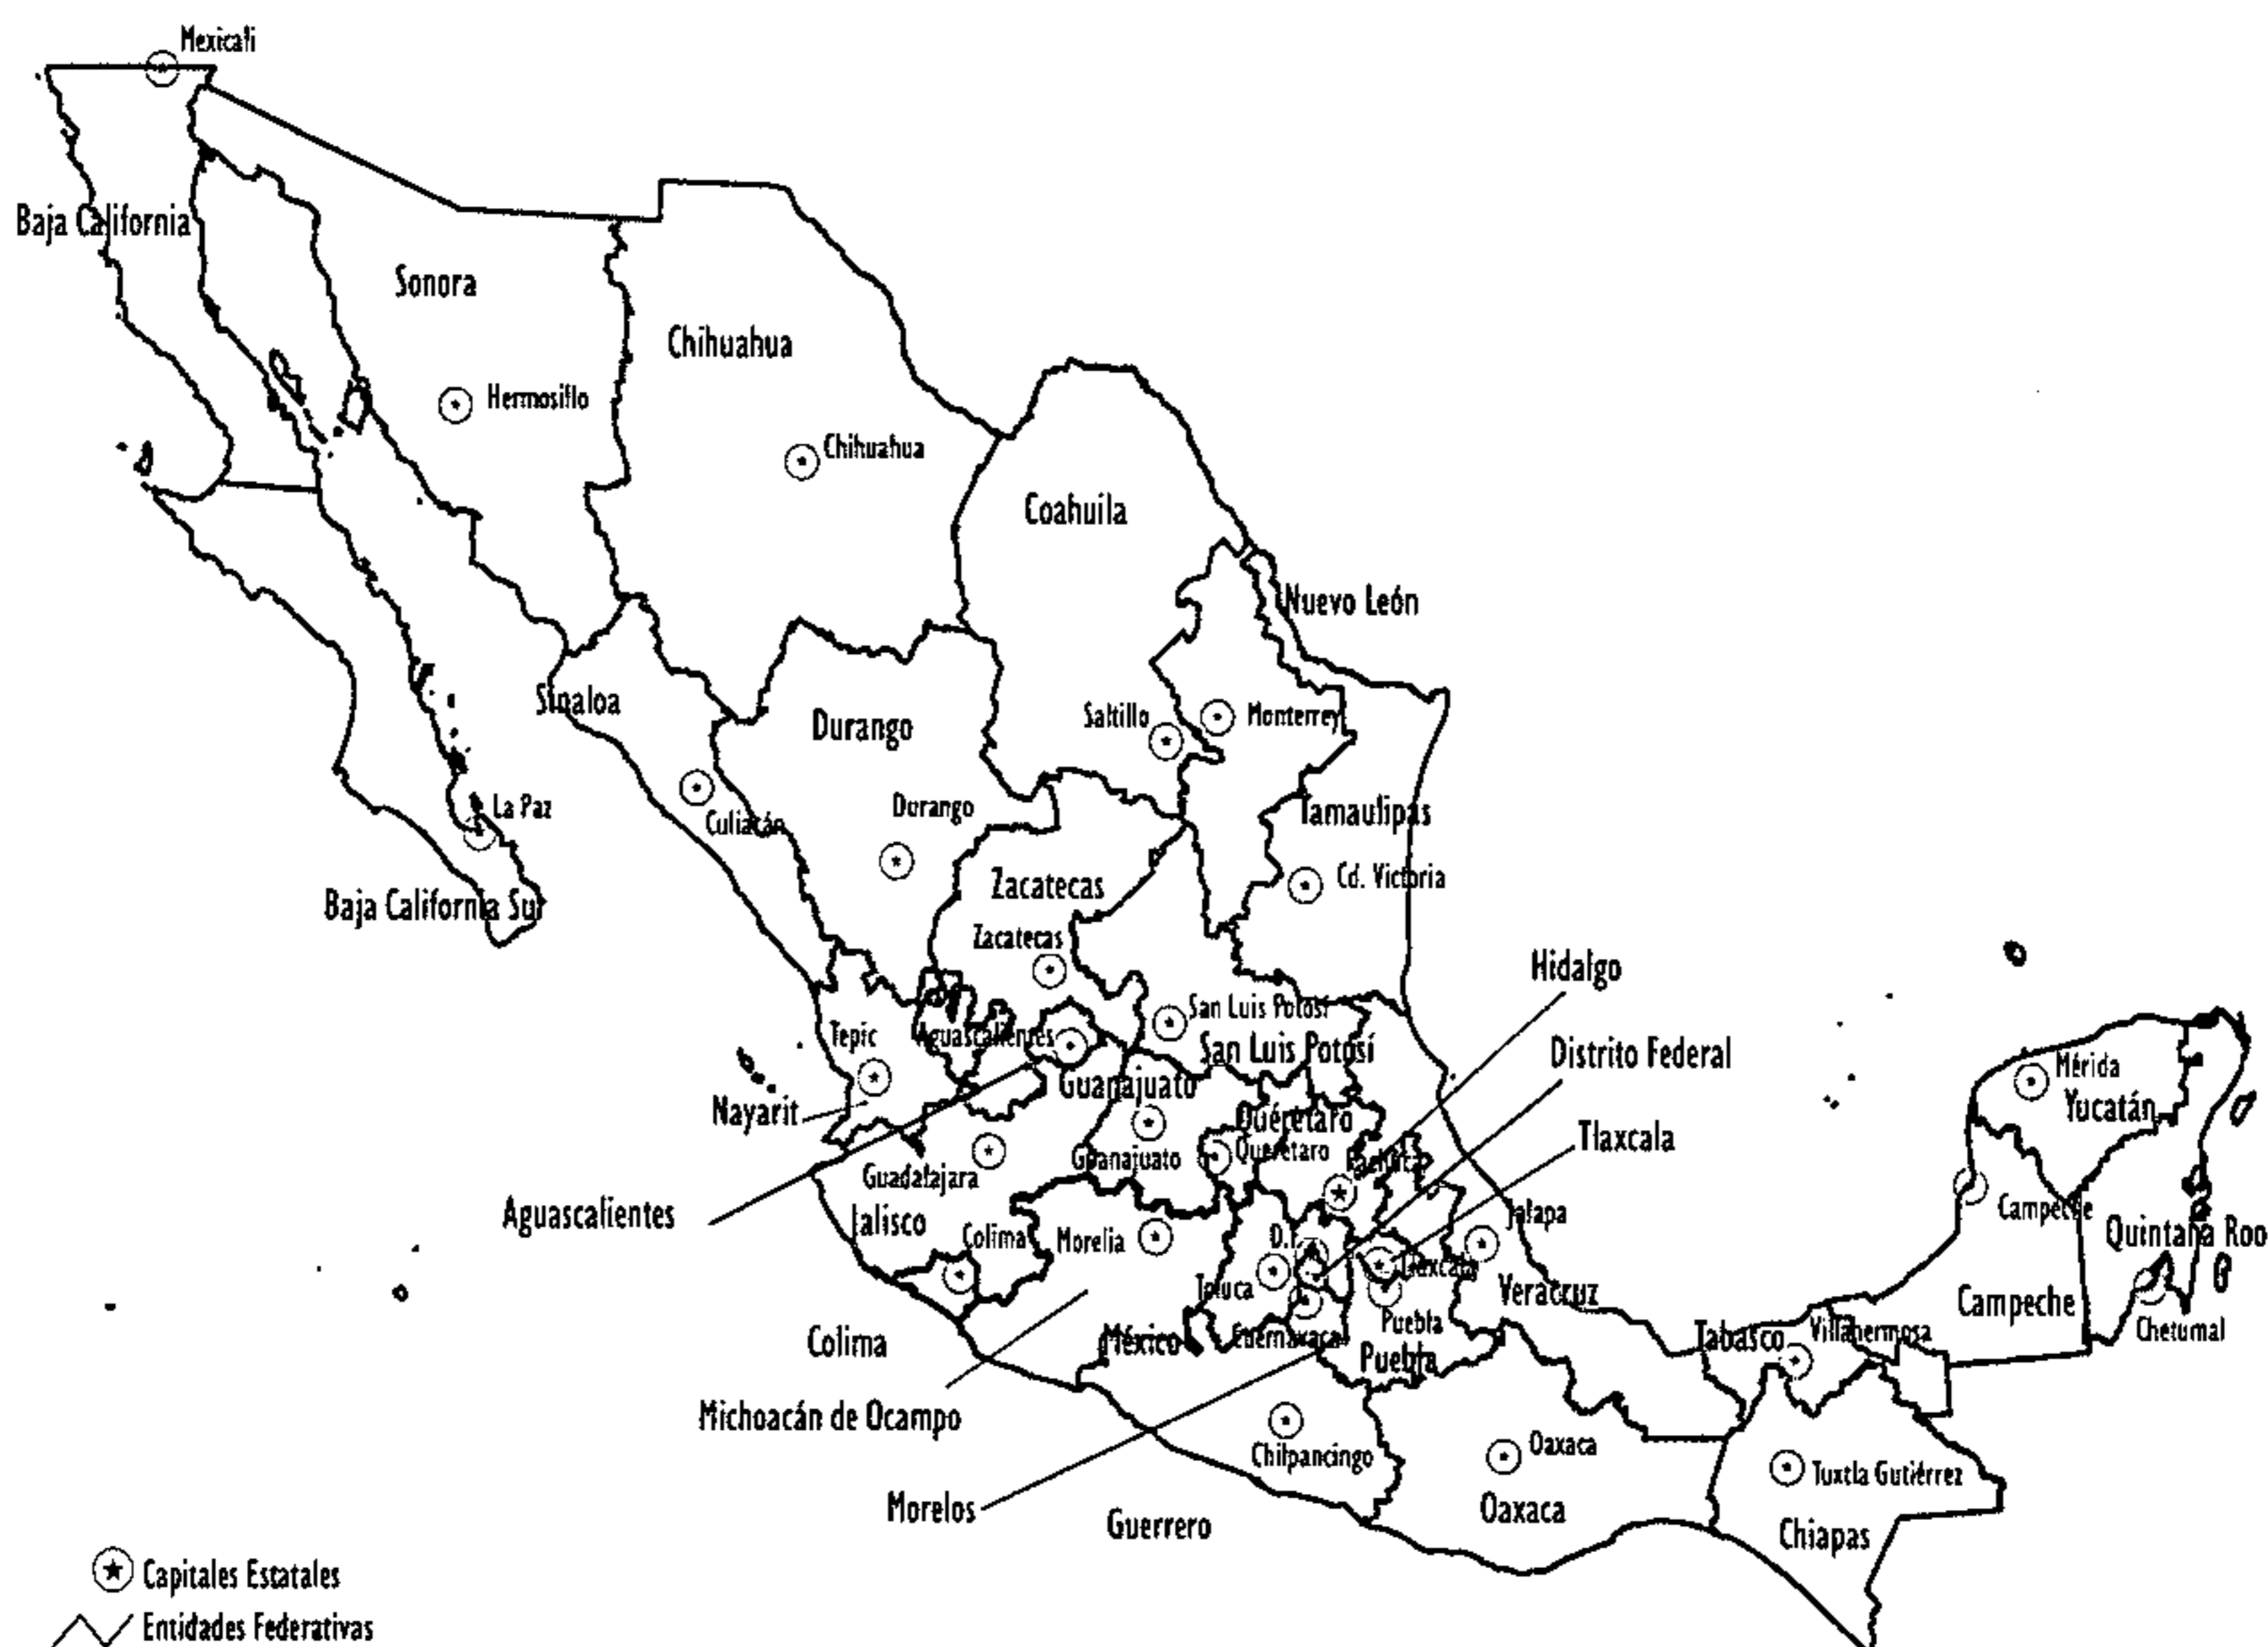 Mexicali
Baja California
Sonora
Chihuahua
Hermosillo
Chihuahua
Coahuila
Nuevo León
Sinaloa
Durango
Saltillo
Monterrey
La Paz
Culiacán
Durango
Tamaulipas
Baja California Sur
Zacatecas
Cd. Victoria
Zacatecas
Hidalgo
San Luis Potosí
Tepic
Aguascalientes
San Luis Potosí
Distrito Federal
Mérida
Nayarit
Guanajuato
Querétaro
Yucatán
Tlaxcala
Guadalajara
Guanajuato
Querétaro
Pachuca
Aguascalientes
Jalisco
Colima
Morelia
D.F.
Jalapa
Campeche
Quintana Roo
Toluca
Tlaxcala
Veracruz
Campeche
Colima
México
Cuernavaca
Puebla
Puebla
Tabasco
Villahermosa
Chetumal
Michoacán de Ocampo
Chilpancingo
Oaxaca
Tuxtla Gutiérrez
Morelos
Guerrero
Oaxaca
Chiapas
Capitales Estatales
Entidades Federativas